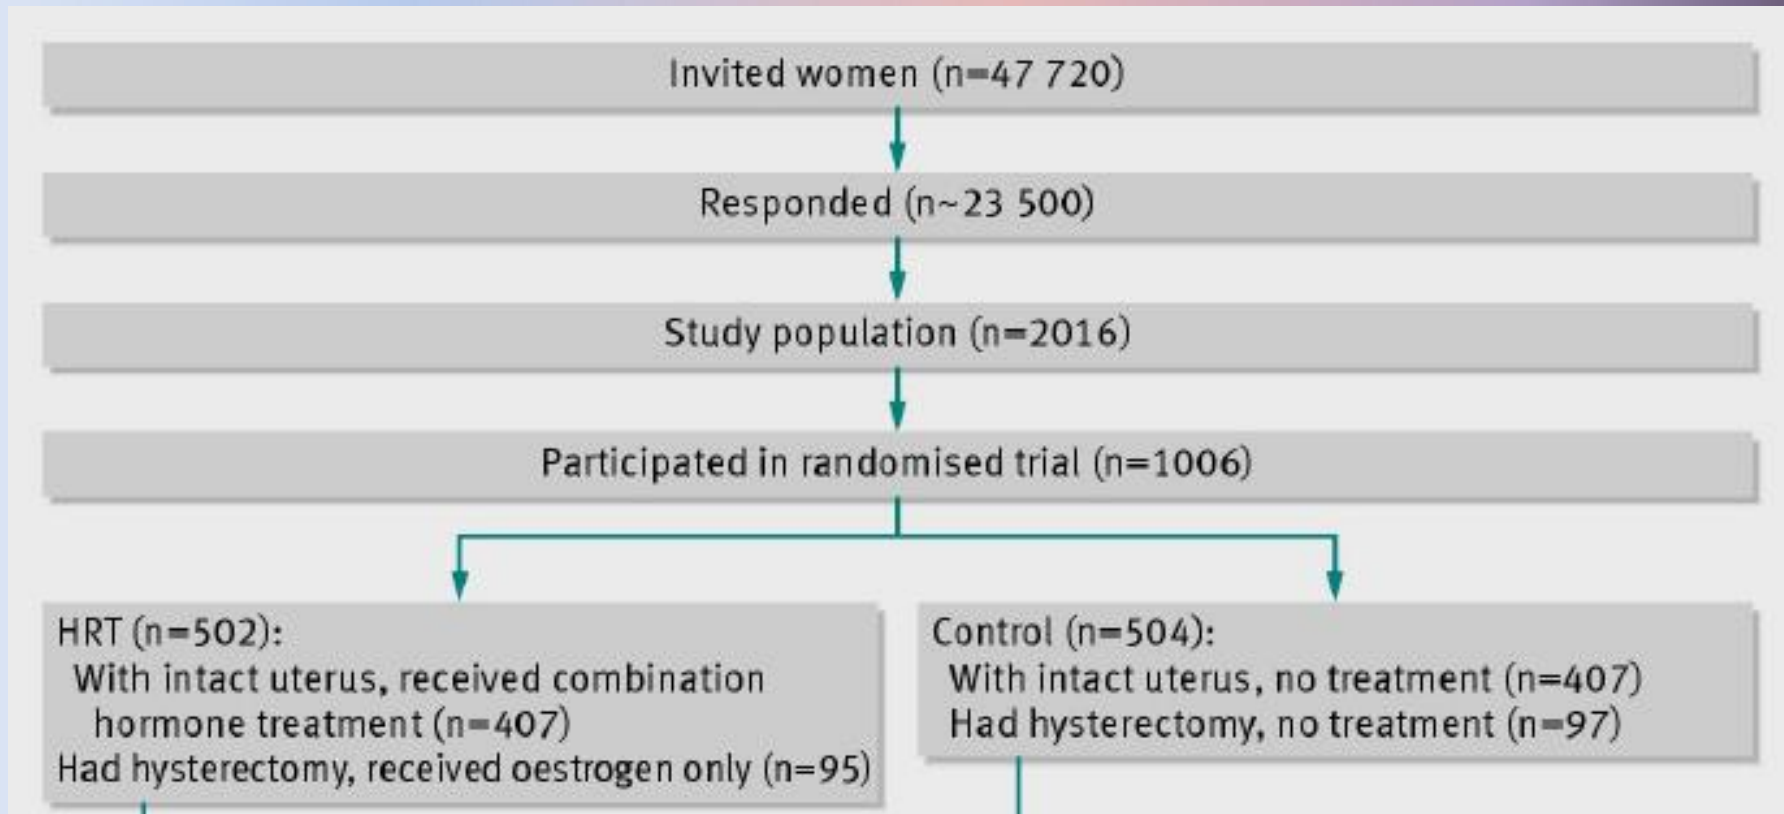 Invited women (n=47 720)
Responded (n~23 500)
Study population (n=2016)
Participated in randomised trial (n=1006)
HRT (n=502):
With intact uterus, received combination
hormone treatment (n=407)
Had hysterectomy, received oestrogen only (n=95)
Control (n=504):
With intact uterus, no treatment (n=407)
Had hysterectomy, no treatment (n=97)